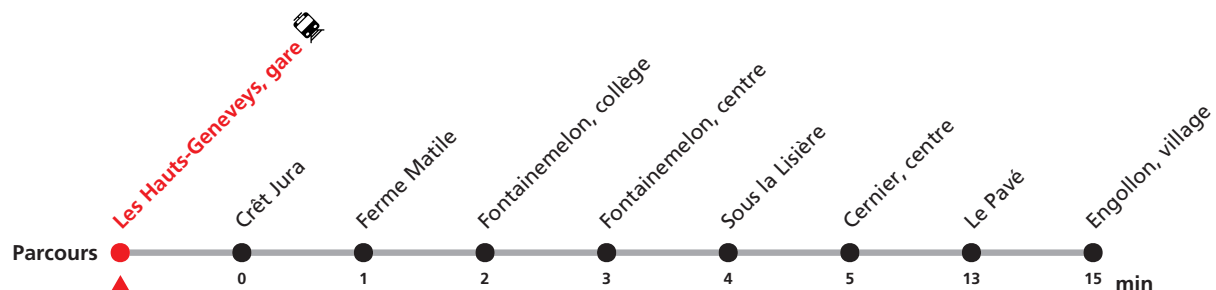 Les Hauts-Geneveys, gare
Crêt Jura
Ferme Matile
Fontainemelon, collège
Fontainemelon, centre
Sous la Lisière
Cernier, centre
Le Pavé
Engollon, village
Parcours
0 1 2 3 4 5 13 15 min